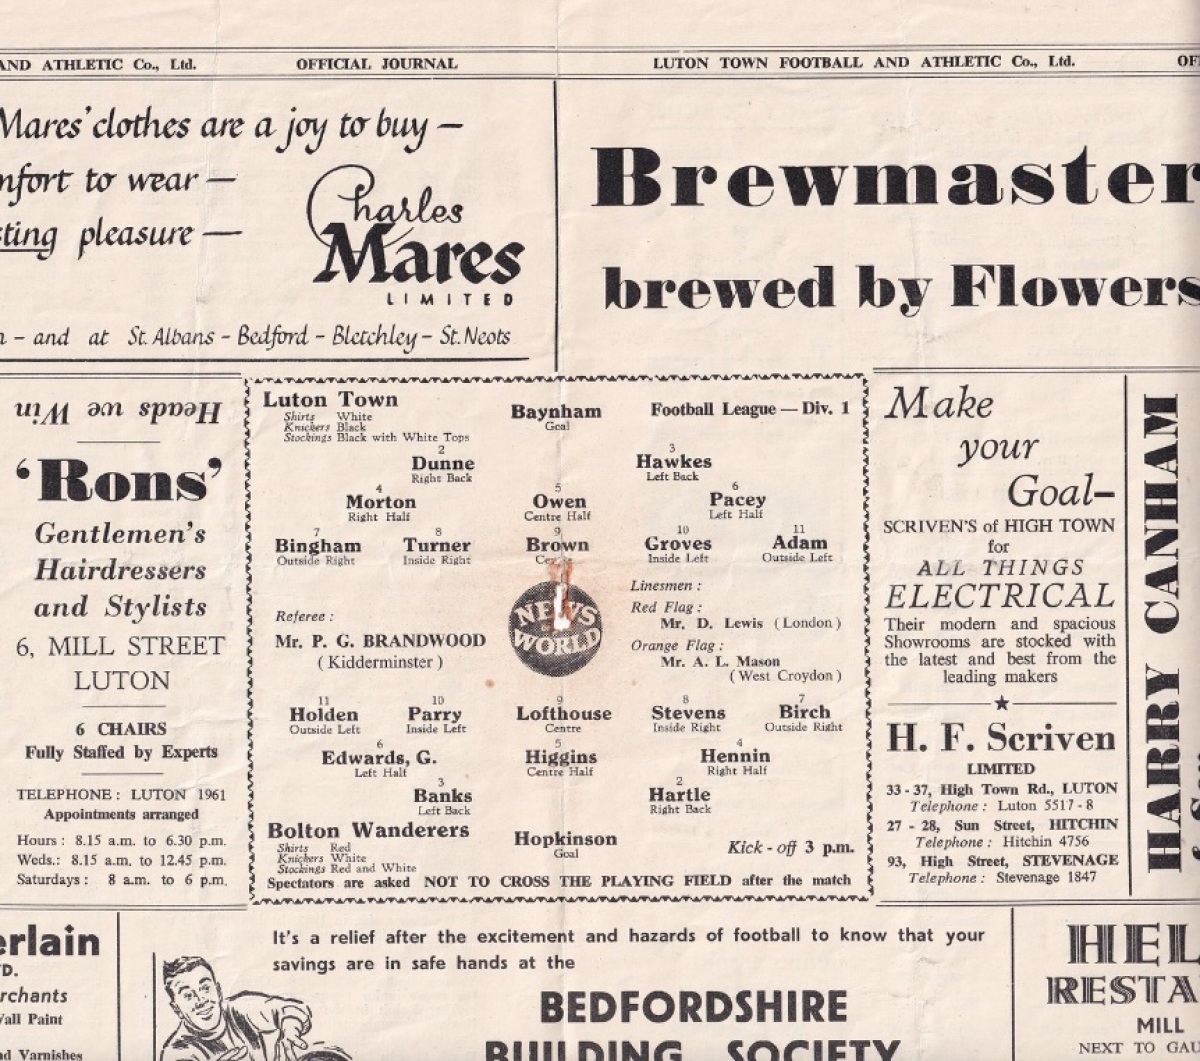 AND ATHLETIC Co., Ltd. OFFICIAL JOURNAL
LUTON TOWN FOOTBALL AND ATHLETIC Co., Ltd.
Mares' clothes are a joy to buy —
to wear —
pleasure —
Charles
Mares
LIMITED
– and at St. Albans – Bedford – Bletchley – St. Neots
Brewmaster
brewed by Flowers
Heads we Win
'Rons'
Gentlemen's
Hairdressers
and Stylists
6, MILL STREET
LUTON
6 CHAIRS
Fully Staffed by Experts
TELEPHONE : LUTON 1961
Appointments arranged
Hours : 8.15 a.m. to 6.30 p.m.
Weds.: 8.15 a.m. to 12.45 p.m.
Saturdays : 8 a.m. to 6 p.m.
Luton Town
Shirts White
Knickers Black
Stockings Black with White Tops
Baynham
Goal
Football League — Div. 1
2
Dunne
Right Back
3
Hawkes
Left Back
4
Morton
Right Half
5
Owen
Centre Half
6
Pacey
Left Half
7
Bingham
Outside Right
8
Turner
Inside Right
9
Brown
10
Groves
Inside Left
11
Adam
Outside Left
Referee :
Mr. P. G. BRANDWOOD
( Kidderminster )
NEWS
WORLD
Linesmen :
Red Flag :
Mr. D. Lewis ( London )
Orange Flag :
Mr. A. L. Mason
( West Croydon )
11
Holden
Outside Left
10
Parry
Inside Left
9
Lofthouse
Centre
8
Stevens
Inside Right
7
Birch
Outside Right
6
Edwards, G.
Left Half
5
Higgins
Centre Half
4
Hennin
Right Half
3
Banks
Left Back
2
Hartle
Right Back
Bolton Wanderers
Shirts Red
Knickers White
Stockings Red and White
Hopkinson
Goal
Kick - off 3 p.m.
Spectators are asked NOT TO CROSS THE PLAYING FIELD after the match
Make
your
Goal–
SCRIVEN'S of HIGH TOWN
for
ALL THINGS
ELECTRICAL
Their modern and spacious
Showrooms are stocked with
the latest and best from the
leading makers
H. F. Scriven
LIMITED
33 - 37, High Town Rd., LUTON
Telephone : Luton 5517 - 8
27 - 28, Sun Street, HITCHIN
Telephone : Hitchin 4756
93, High Street, STEVENAGE
Telephone : Stevenage 1847
HARRY CANHAM
It's a relief after the excitement and hazards of football to know that your
savings are in safe hands at the
BEDFORDSHIRE
BUILDING SOCIETY
Paint
Varnishes
MILL
NEXT TO